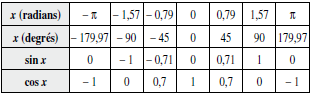 x (radians) − π − 1,57 − 0,79 0 0,79 1,57 π
x (degrés) − 179,97 − 90 − 45 0 45 90 179,97
sin x 0 − 1 − 0,71 0 0,71 1 0
cos x − 1 0 0,7 1 0,7 0 − 1